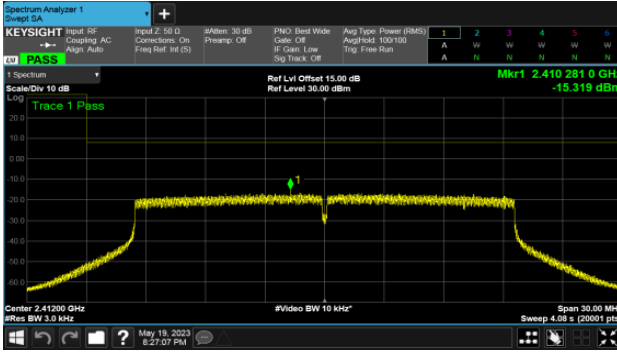 Spectrum Analyzer 1
Swept SA
+
KEYSIGHT
Input: RF
Coupling: AC
Align: Auto
Input Z: 50 Ω
Corrections: On
Freq Ref: Int (S)
#Atten: 30 dB
Preamp: Off
PNO: Best Wide
Gate: Off
IF Gain: Low
Sig Track: Off
Avg Type: Power (RMS)
Avg|Hold: 100/100
Trig: Free Run
1 2 3 4 5 6
A W W W W W
A N N N N N
LXI PASS
1 Spectrum
Scale/Div 10 dB
Ref Lvl Offset 15.00 dB
Ref Level 30.00 dBm
Mkr1 2.410 281 0 GHz
-15.319 dBm
Log
Trace 1 Pass
20.0
10.0
0.00
-10.0
1
-20.0
-30.0
-40.0
-50.0
-60.0
Center 2.41200 GHz
#Res BW 3.0 kHz
#Video BW 10 kHz*
Span 30.00 MH
Sweep 4.08 s (20001 pts
?
May 19, 2023
8:27:07 PM